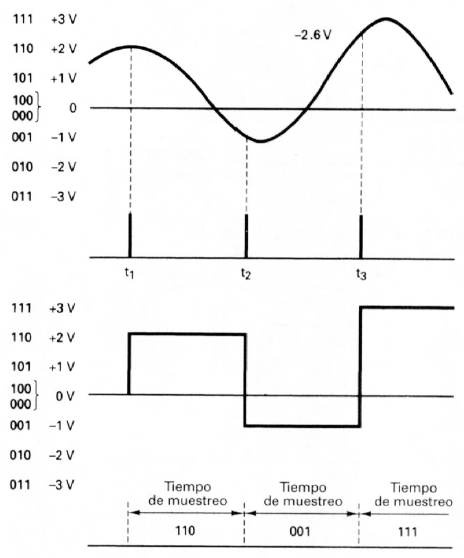 111 +3 V
110 +2 V
−2.6 V
101 +1 V
100
000 } 0
001 −1 V
010 −2 V
011 −3 V
t1 t2 t3
111 +3 V
110 +2 V
101 +1 V
100
000 } 0 V
001 −1 V
010 −2 V
011 −3 V
Tiempo de muestreo
Tiempo de muestreo
Tiempo de muestreo
110 001 111